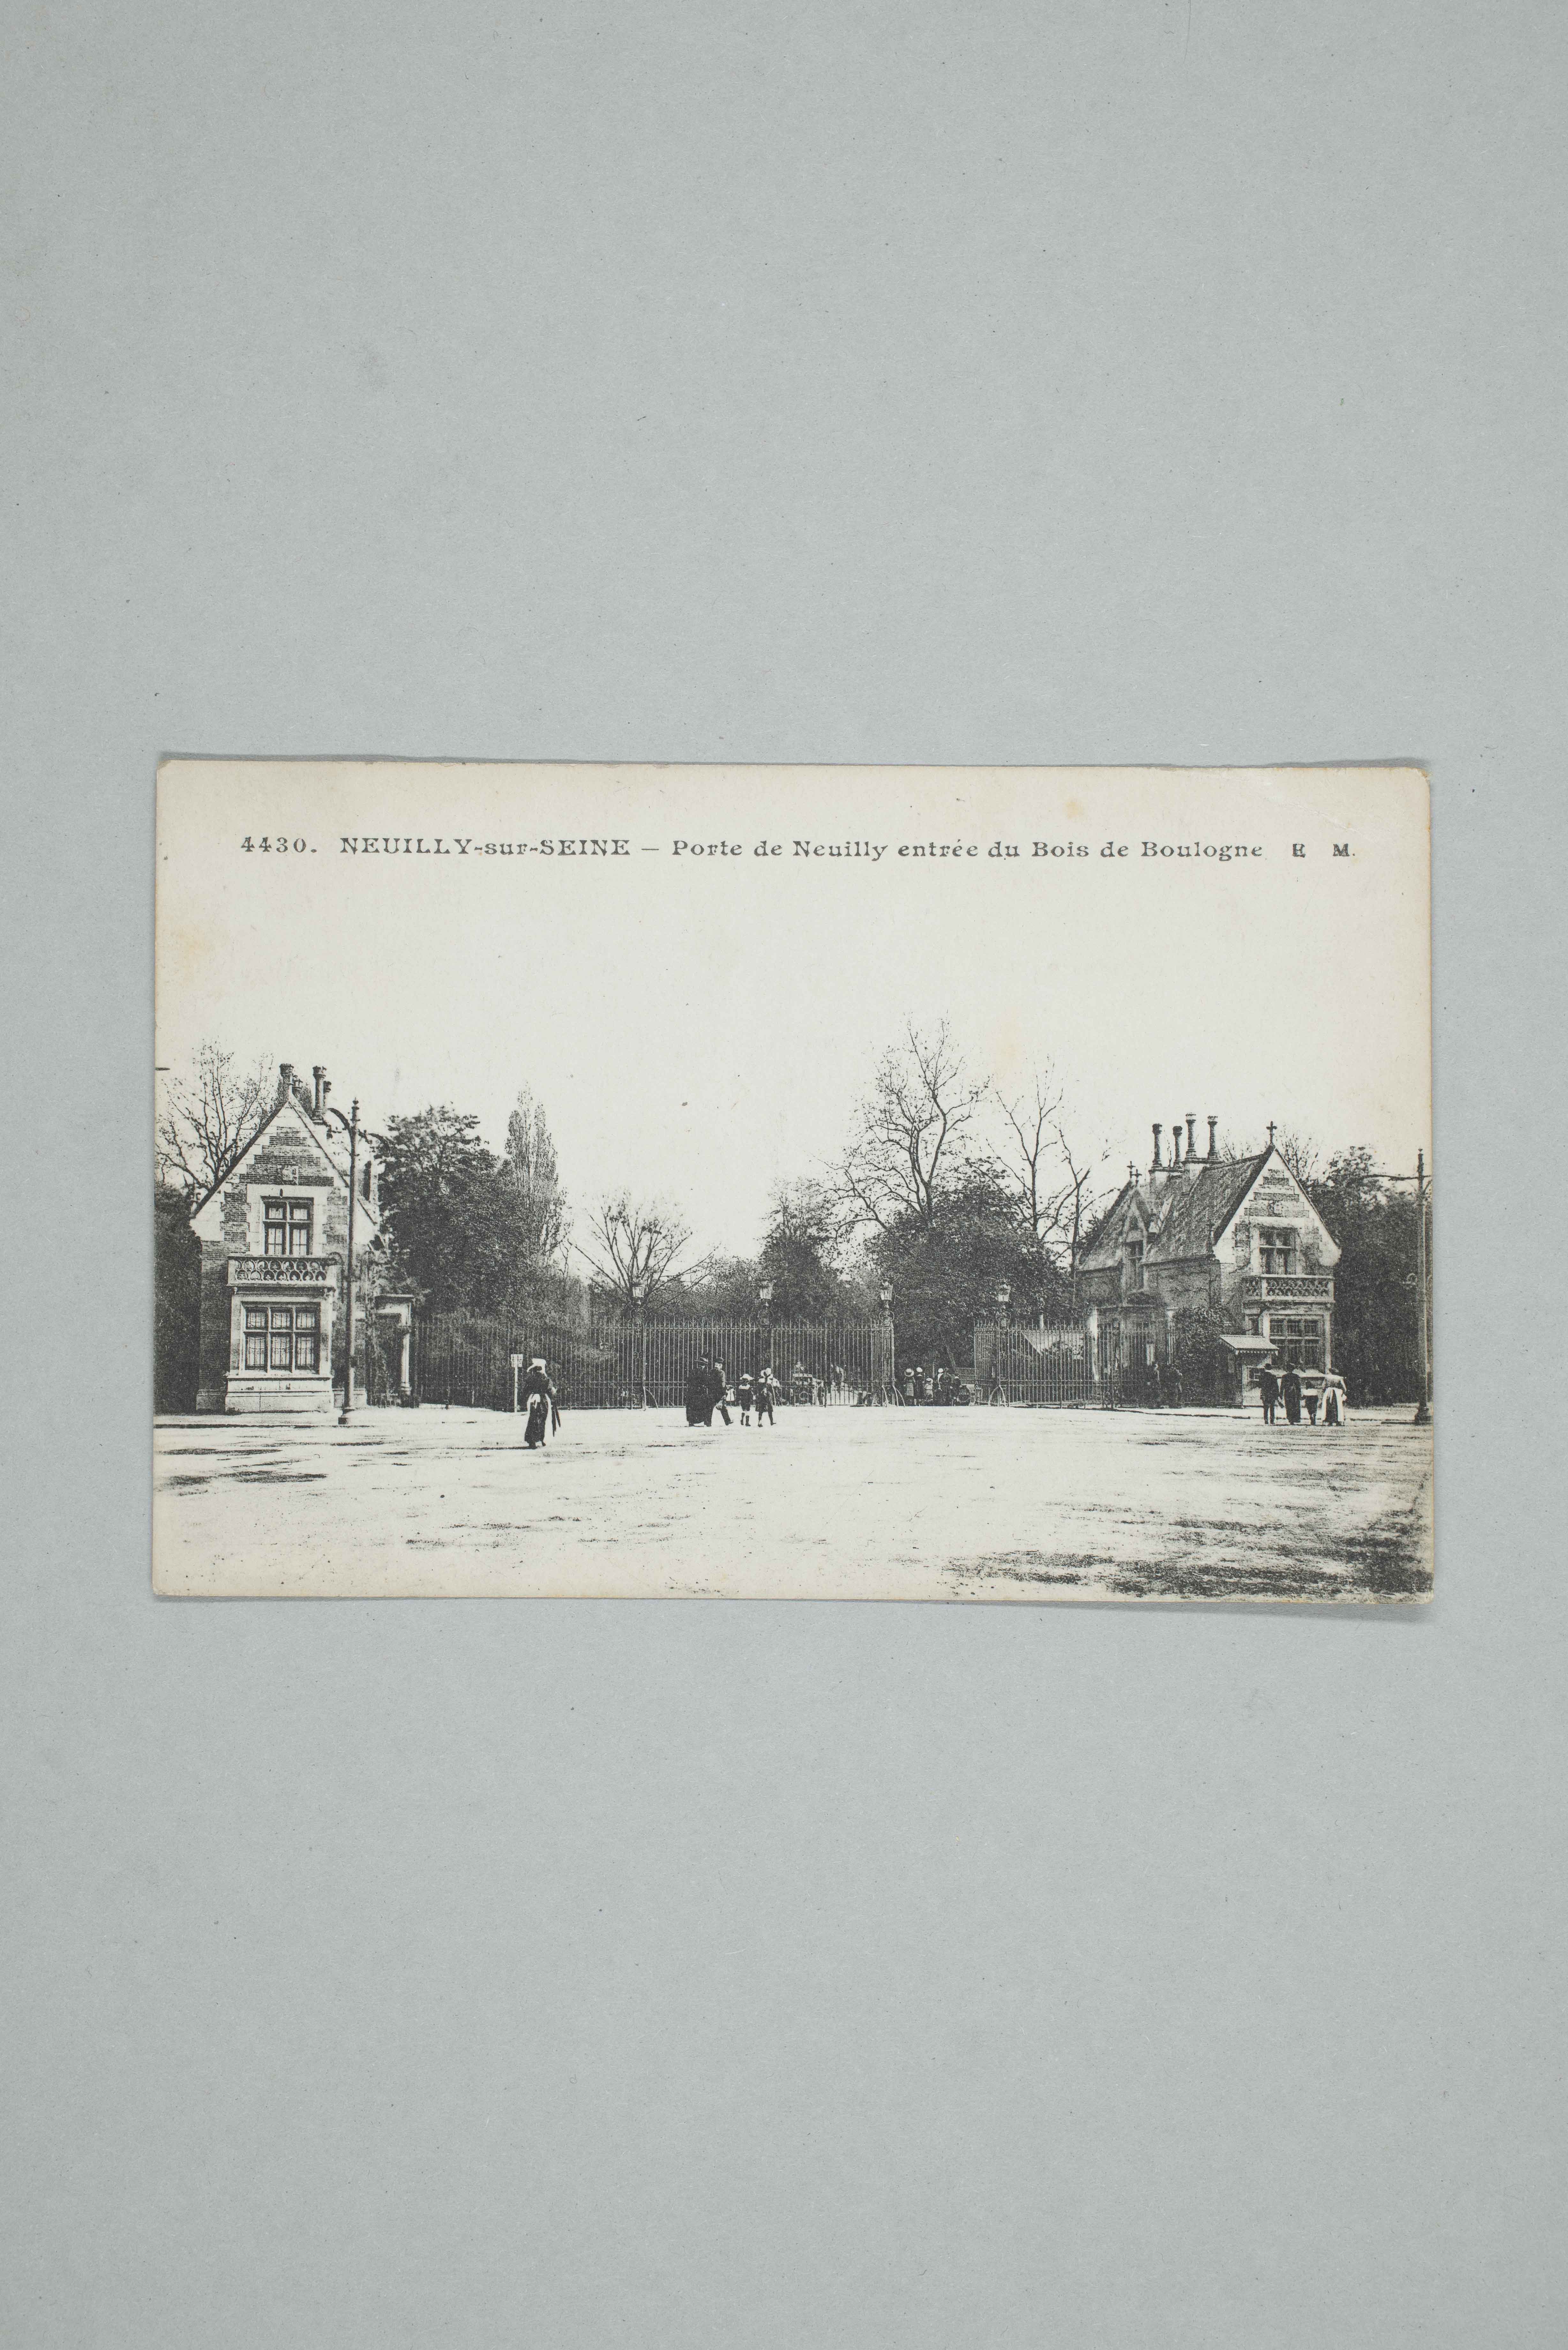 4430. NEUILLY-sur-SEINE — Porte de Neuilly entrée du Bois de Boulogne E M.